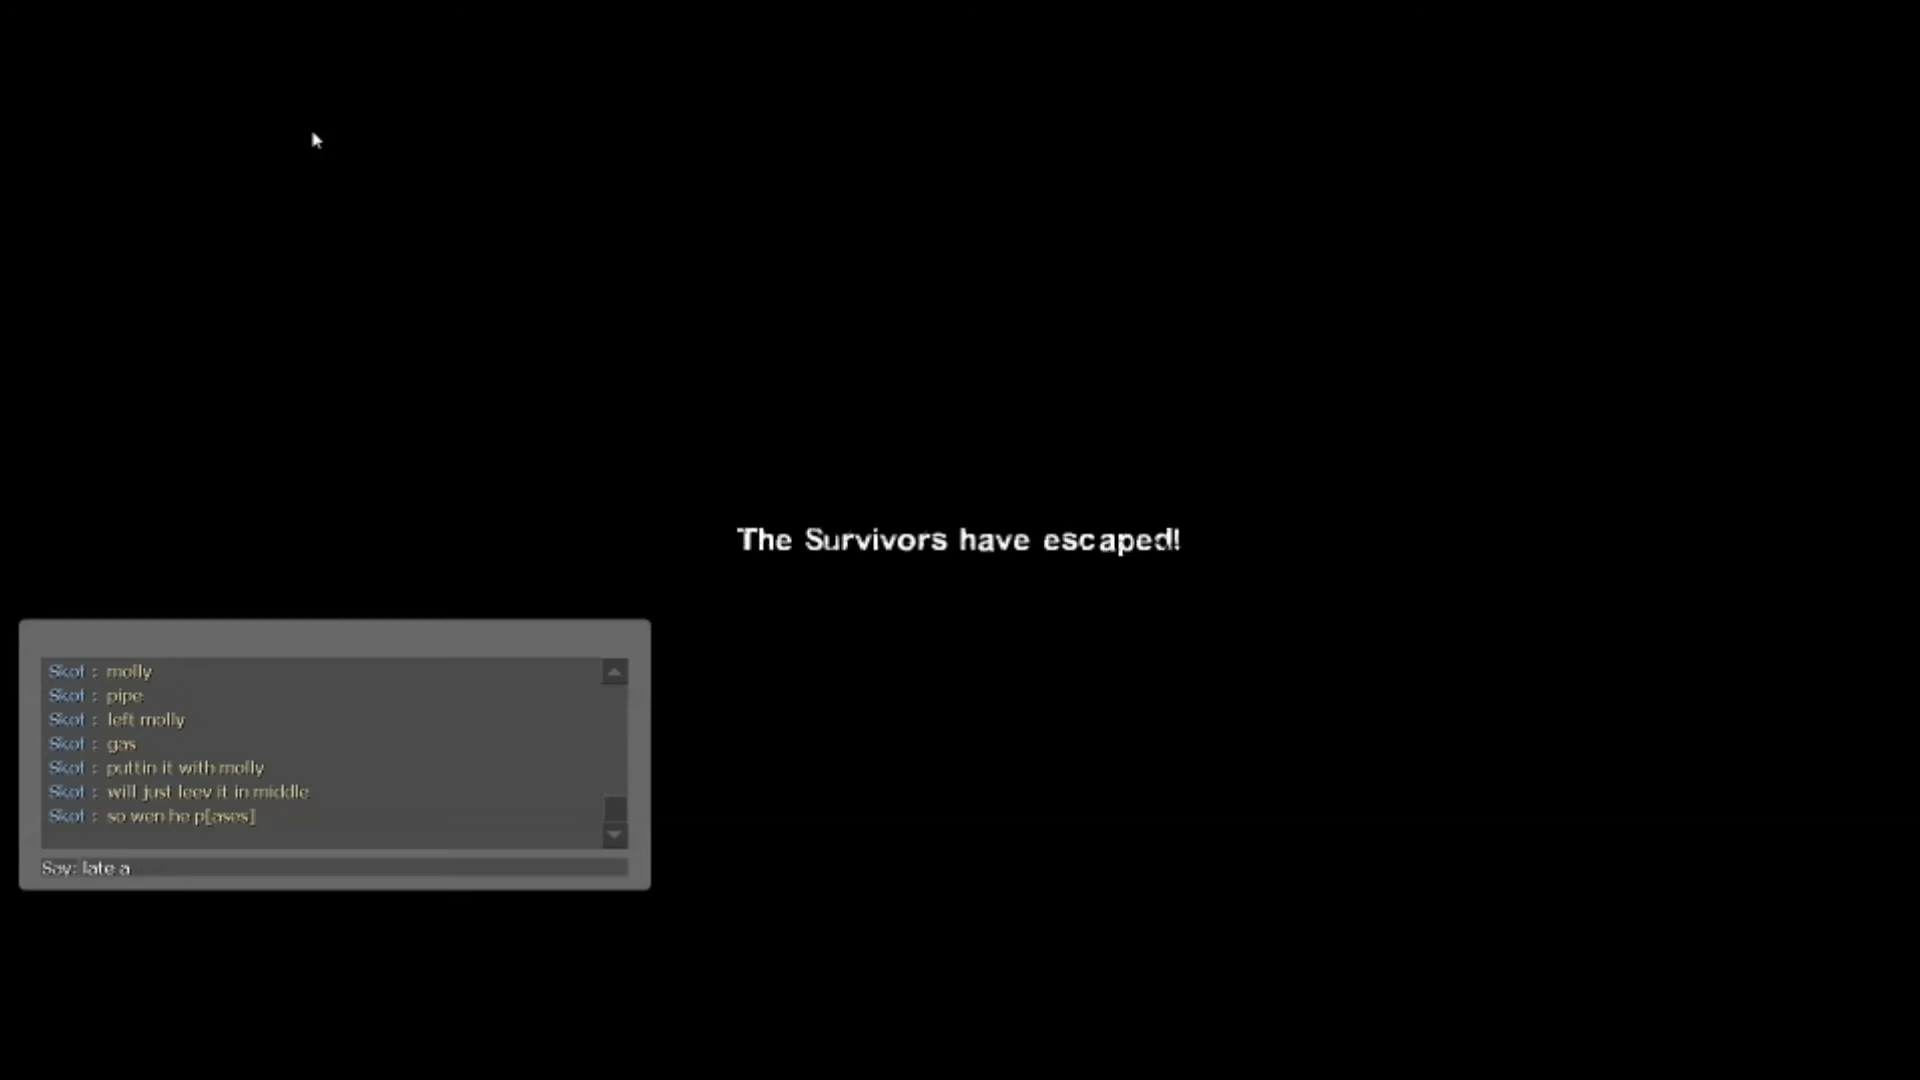 The Survivors have escaped!
Skot : molly
Skot : pipe
Skot : left molly
Skot : gas
Skot : puttin it with molly
Skot : will just leev it in middle
Skot : so wen he p[ases]
Say: late a